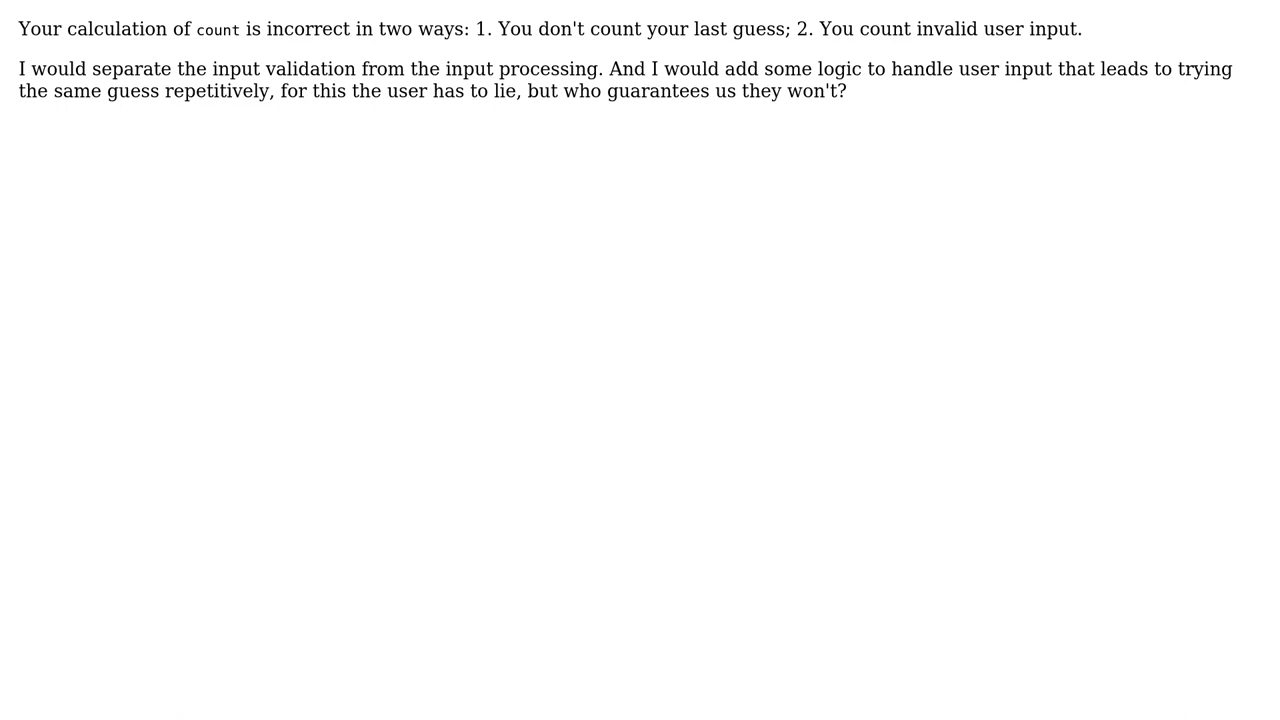 Your calculation of count is incorrect in two ways: 1. You don't count your last guess; 2. You count invalid user input.
I would separate the input validation from the input processing. And I would add some logic to handle user input that leads to trying
the same guess repetitively, for this the user has to lie, but who guarantees us they won't?